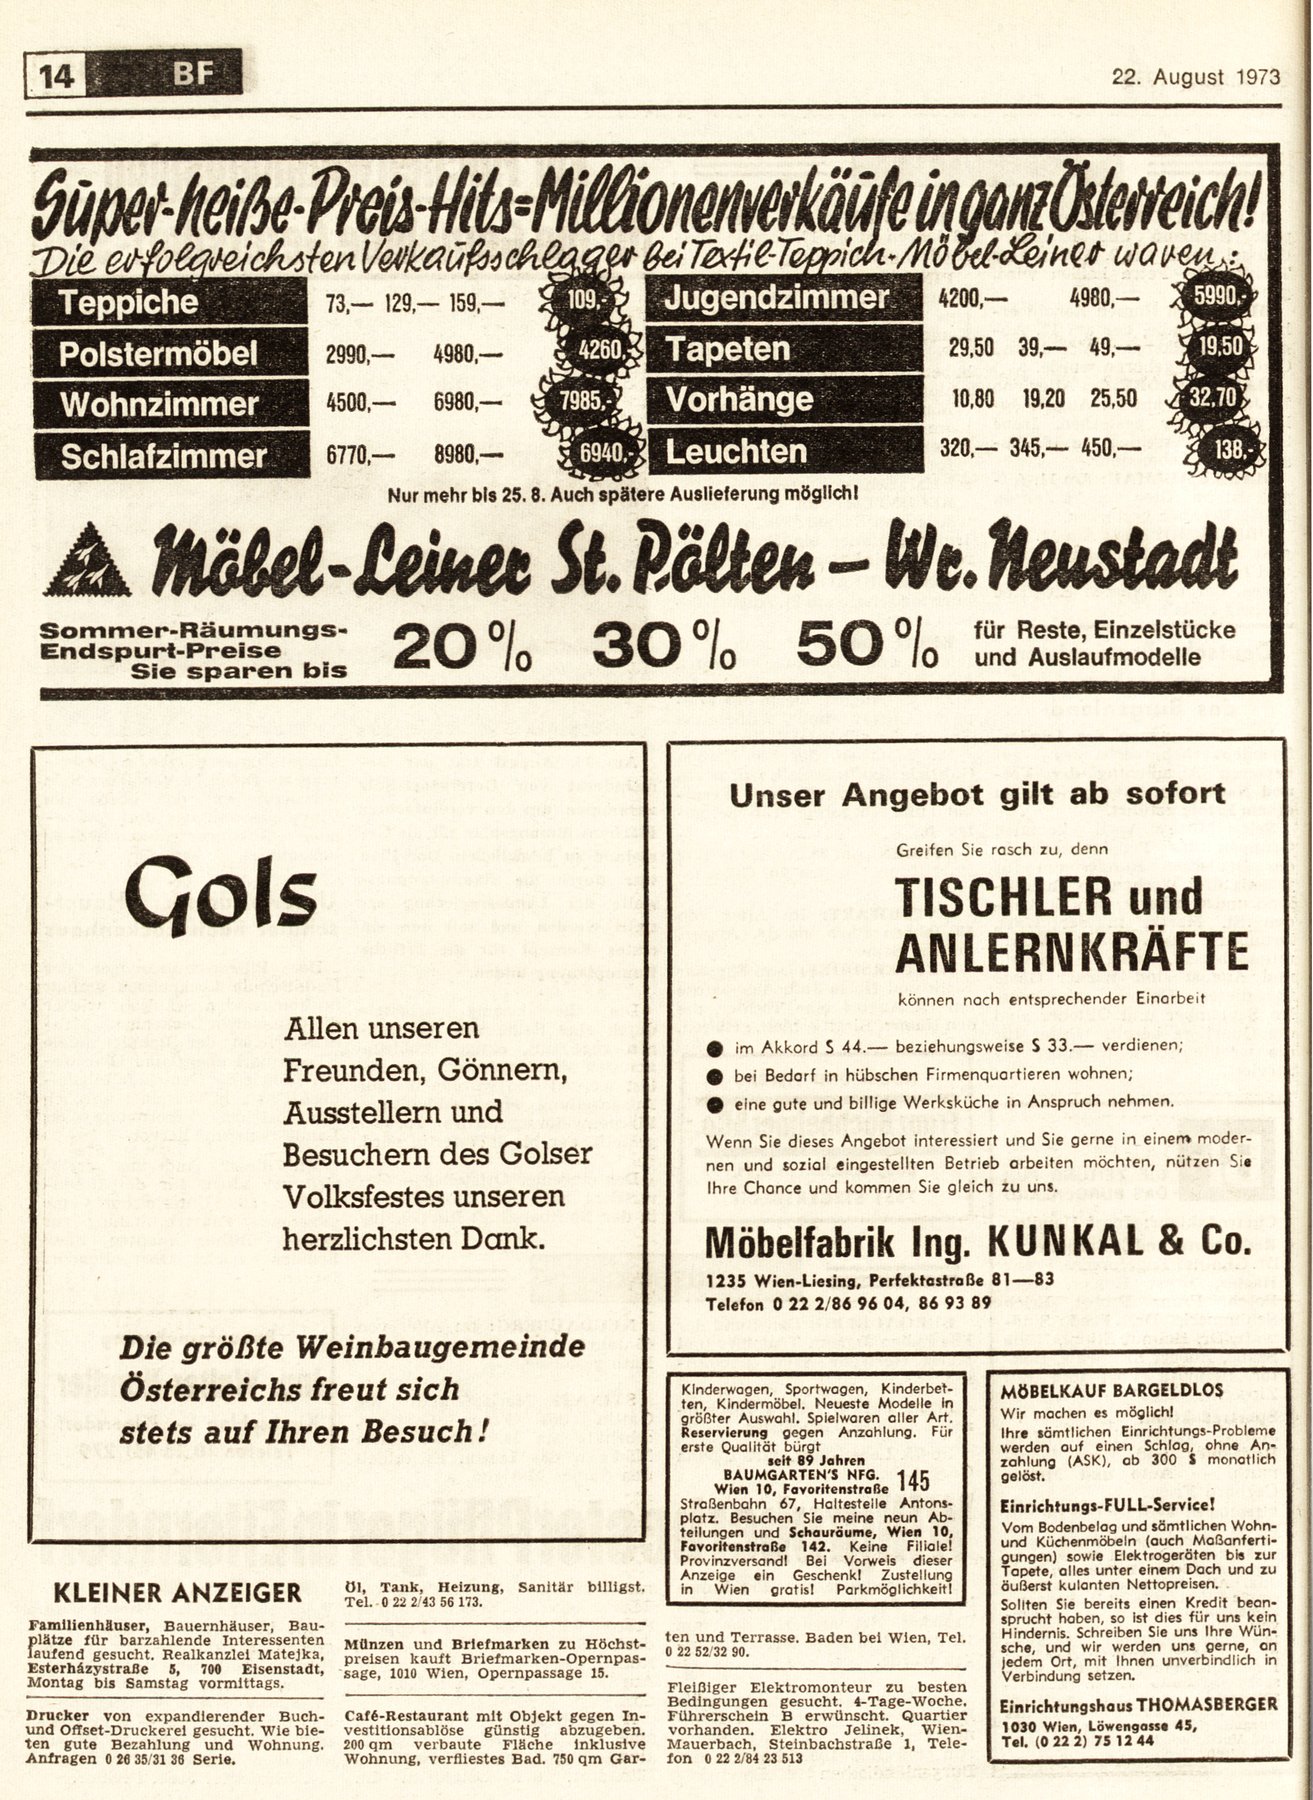 14 BF
22. August 1973
Super-heiße-Preis-Hits=Millionenverkäufe in ganz Österreich!
Die erfolgreichsten Verkaufsschlager bei Textil-Teppich-Möbel-Leiner waren:
Teppiche 73,— 129,— 159,— 109,-
Polstermöbel 2990,— 4980,— 4260,
Wohnzimmer 4500,— 6980,— 7985,-
Schlafzimmer 6770,— 8980,— 6940,-
Jugendzimmer 4200,— 4980,— 5990,-
Tapeten 29,50 39,— 49,— 19,50
Vorhänge 10,80 19,20 25,50 32,70
Leuchten 320,— 345,— 450,— 138,-
Nur mehr bis 25. 8. Auch spätere Auslieferung möglich!
Möbel-Leiner St. Pölten — Wr. Neustadt
Sommer-Räumungs-
Endspurt-Preise
Sie sparen bis
20% 30% 50%
für Reste, Einzelstücke
und Auslaufmodelle
Gols
Allen unseren
Freunden, Gönnern,
Ausstellern und
Besuchern des Golser
Volksfestes unseren
herzlichsten Dank.
Die größte Weinbaugemeinde
Österreichs freut sich
stets auf Ihren Besuch!
Unser Angebot gilt ab sofort
Greifen Sie rasch zu, denn
TISCHLER und
ANLERNKRÄFTE
können nach entsprechender Einarbeit
● im Akkord S 44.— beziehungsweise S 33.— verdienen;
● bei Bedarf in hübschen Firmenquartieren wohnen;
● eine gute und billige Werksküche in Anspruch nehmen.
Wenn Sie dieses Angebot interessiert und Sie gerne in einem moder-
nen und sozial eingestellten Betrieb arbeiten möchten, nützen Sie
Ihre Chance und kommen Sie gleich zu uns.
Möbelfabrik Ing. KUNKAL & Co.
1235 Wien-Liesing, Perfektastraße 81—83
Telefon 0 22 2/86 96 04, 86 93 89
KLEINER ANZEIGER
Familienhäuser, Bauernhäuser, Bau-
plätze für barzahlende Interessenten
laufend gesucht. Realkanzlei Matejka,
Esterházystraße 5, 700 Eisenstadt,
Montag bis Samstag vormittags.
Drucker von expandierender Buch-
und Offset-Druckerei gesucht. Wie bie-
ten gute Bezahlung und Wohnung.
Anfragen 0 26 35/31 36 Serie.
Öl, Tank, Heizung, Sanitär billigst.
Tel. 0 22 2/43 56 173.
Münzen und Briefmarken zu Höchst-
preisen kauft Briefmarken-Opernpas-
sage, 1010 Wien, Opernpassage 15.
Café-Restaurant mit Objekt gegen In-
vestitionsablöse günstig abzugeben.
200 qm verbaute Fläche inklusive
Wohnung, verfliestes Bad. 750 qm Gar-
Kinderwagen, Sportwagen, Kinderbet-
ten, Kindermöbel. Neueste Modelle in
größter Auswahl. Spielwaren aller Art.
Reservierung gegen Anzahlung. Für
erste Qualität bürgt
seit 89 Jahren
BAUMGARTEN'S NFG.
Wien 10, Favoritenstraße 145
Straßenbahn 67, Haltestelle Antons-
platz. Besuchen Sie meine neun Ab-
teilungen und Schauräume, Wien 10,
Favoritenstraße 142. Keine Filiale!
Provinzversand! Bei Vorweis dieser
Anzeige ein Geschenk! Zustellung
in Wien gratis! Parkmöglichkeit!
ten und Terrasse. Baden bei Wien, Tel.
0 22 52/32 90.
Fleißiger Elektromonteur zu besten
Bedingungen gesucht. 4-Tage-Woche.
Führerschein B erwünscht. Quartier
vorhanden. Elektro Jelinek, Wien-
Mauerbach, Steinbachstraße 1, Tele-
fon 0 22 2/84 23 513
MÖBELKAUF BARGELDLOS
Wir machen es möglich!
Ihre sämtlichen Einrichtungs-Probleme
werden auf einen Schlag, ohne An-
zahlung (ASK), ab 300 S monatlich
gelöst.
Einrichtungs-FULL-Service!
Vom Bodenbelag und sämtlichen Wohn-
und Küchenmöbeln (auch Maßanferti-
gungen) sowie Elektrogeräten bis zur
Tapete, alles unter einem Dach und zu
äußerst kulanten Nettopreisen.
Sollten Sie bereits einen Kredit bean-
sprucht haben, so ist dies für uns kein
Hindernis. Schreiben Sie uns Ihre Wün-
sche, und wir werden uns gerne, an
jedem Ort, mit Ihnen unverbindlich in
Verbindung setzen.
Einrichtungshaus THOMASBERGER
1030 Wien, Löwengasse 45,
Tel. (0 22 2) 75 12 44